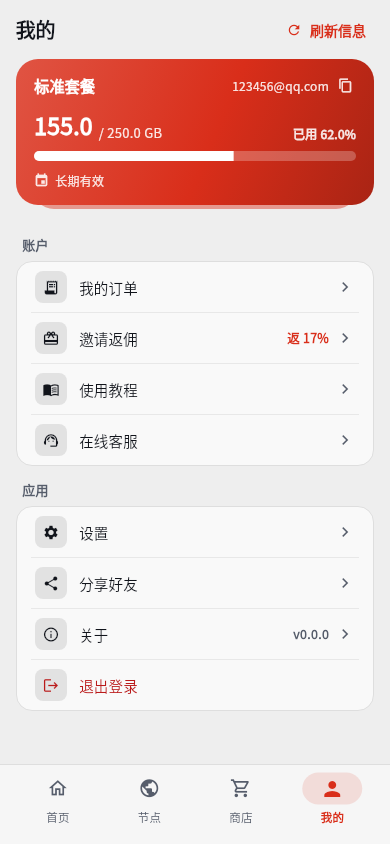 我的
刷新信息
标准套餐
123456@qq.com
155.0 / 250.0 GB
已用 62.0%
长期有效
账户
我的订单
邀请返佣
返 17%
使用教程
在线客服
应用
设置
分享好友
关于
v0.0.0
退出登录
首页
节点
商店
我的